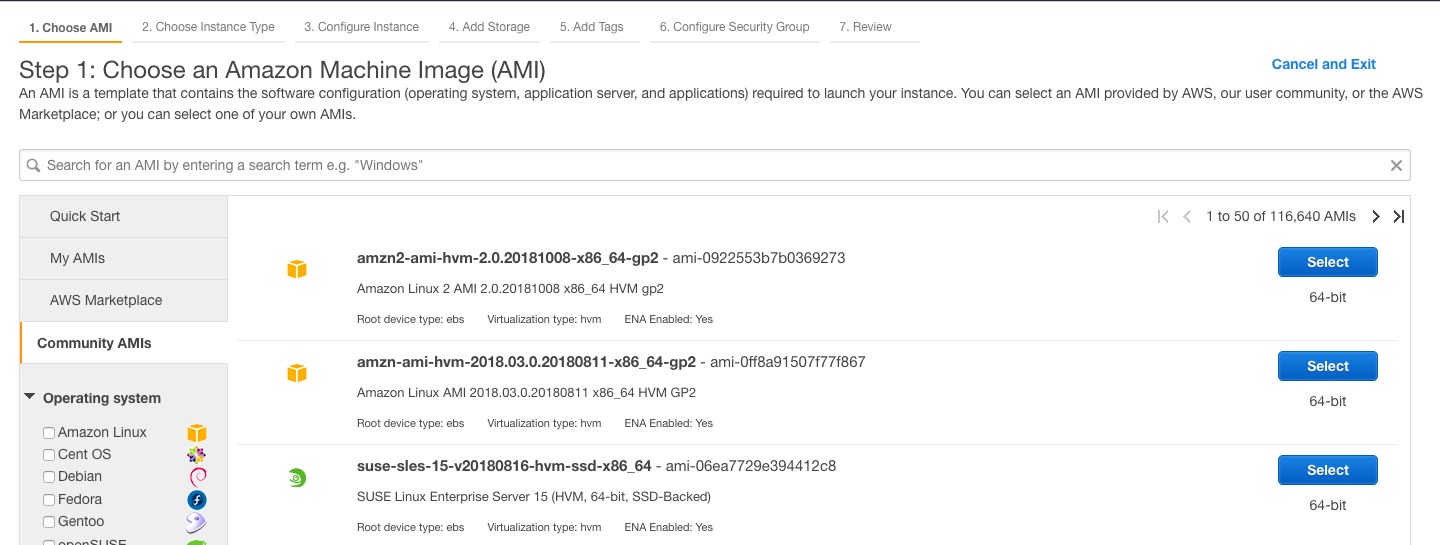 1. Choose AMI 2. Choose Instance Type 3. Configure Instance 4. Add Storage 5. Add Tags 6. Configure Security Group 7. Review
Step 1: Choose an Amazon Machine Image (AMI)
Cancel and Exit
An AMI is a template that contains the software configuration (operating system, application server, and applications) required to launch your instance. You can select an AMI provided by AWS, our user community, or the AWS
Marketplace; or you can select one of your own AMIs.
Search for an AMI by entering a search term e.g. "Windows"
Quick Start
My AMIs
AWS Marketplace
Community AMIs
Operating system
Amazon Linux
Cent OS
Debian
Fedora
Gentoo
openSUSE
1 to 50 of 116,640 AMIs
amzn2-ami-hvm-2.0.20181008-x86_64-gp2 - ami-0922553b7b0369273
Amazon Linux 2 AMI 2.0.20181008 x86_64 HVM gp2
Root device type: ebs Virtualization type: hvm ENA Enabled: Yes
Select
64-bit
amzn-ami-hvm-2018.03.0.20180811-x86_64-gp2 - ami-0ff8a91507f77f867
Amazon Linux AMI 2018.03.0.20180811 x86_64 HVM GP2
Root device type: ebs Virtualization type: hvm ENA Enabled: Yes
Select
64-bit
suse-sles-15-v20180816-hvm-ssd-x86_64 - ami-06ea7729e394412c8
SUSE Linux Enterprise Server 15 (HVM, 64-bit, SSD-Backed)
Root device type: ebs Virtualization type: hvm ENA Enabled: Yes
Select
64-bit